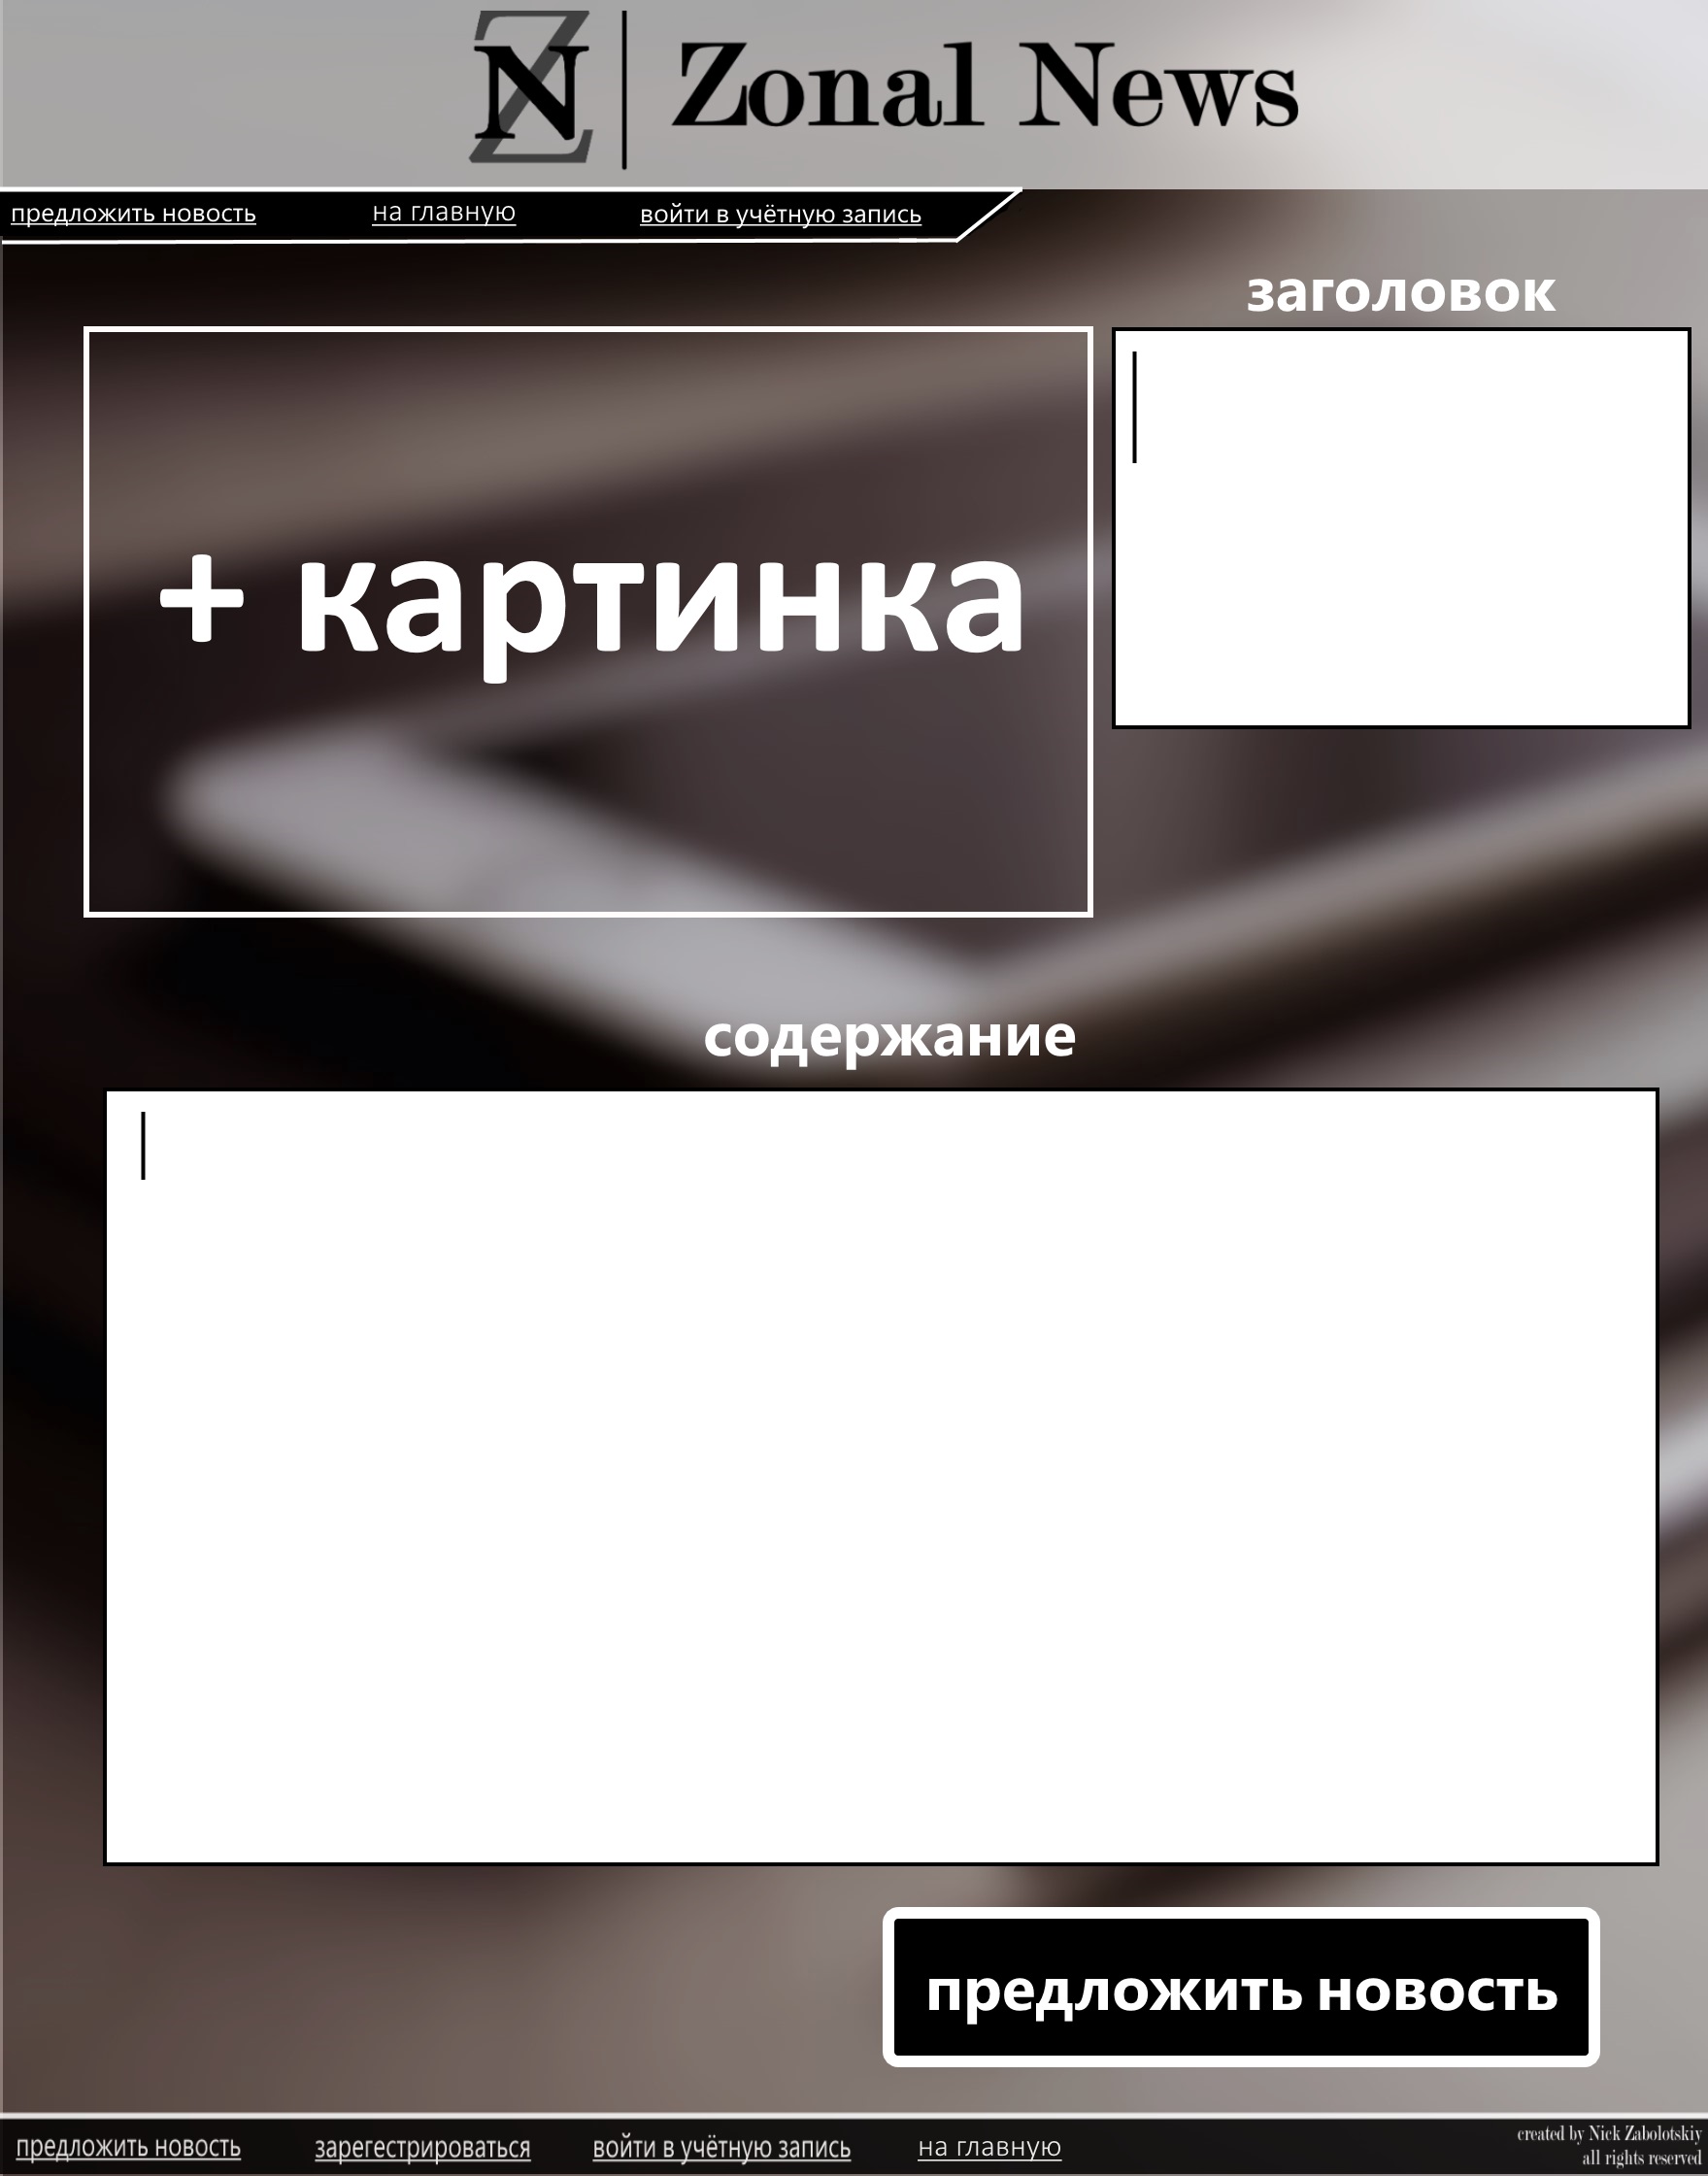 NZ
Zonal News
предложить новость на главную войти в учётную запись
заголовок
+ картинка
содержание
предложить новость
предложить новость зарегестрироваться войти в учётную запись на главную
created by Nick Zabolotskiy
all rights reserved